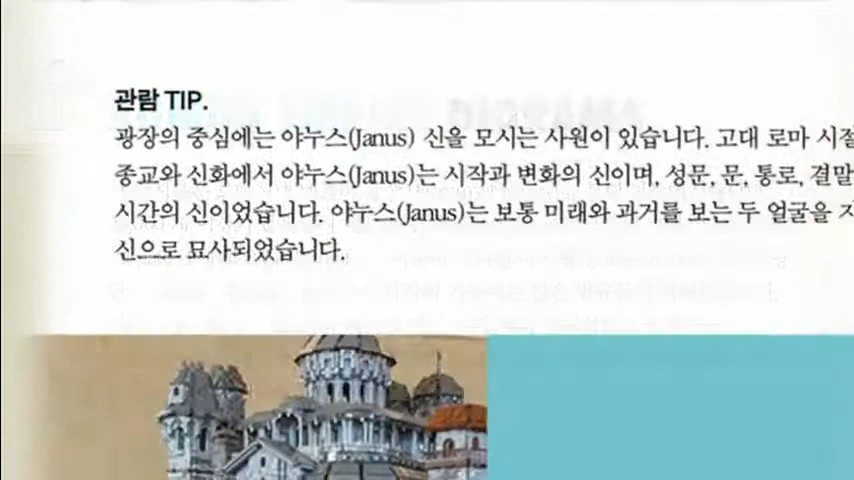 관람 TIP.
광장의 중심에는 야누스(Janus) 신을 모시는 사원이 있습니다. 고대 로마 시절
종교와 신화에서 야누스(Janus)는 시작과 변화의 신이며, 성문, 문, 통로, 결말
시간의 신이었습니다. 야누스(Janus)는 보통 미래와 과거를 보는 두 얼굴을
신으로 묘사되었습니다.